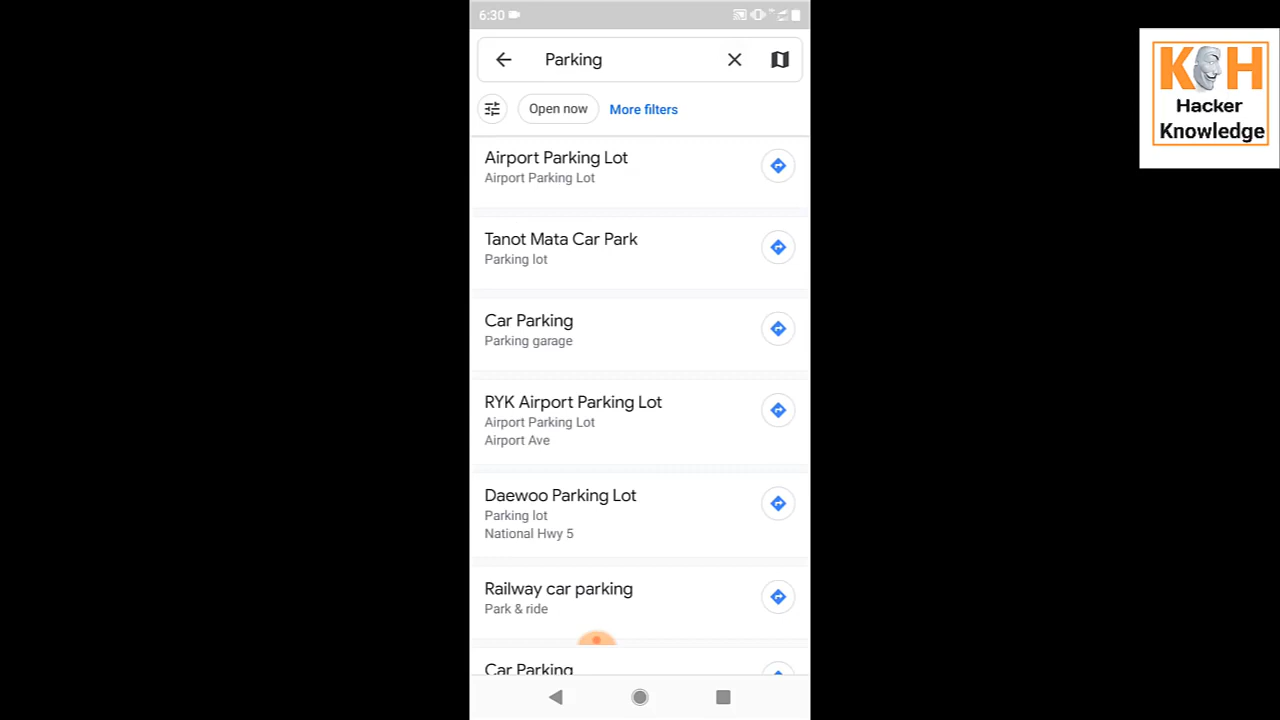 6:30
Parking
Open now
More filters
Airport Parking Lot
Airport Parking Lot
Tanot Mata Car Park
Parking lot
Car Parking
Parking garage
RYK Airport Parking Lot
Airport Parking Lot
Airport Ave
Daewoo Parking Lot
Parking lot
National Hwy 5
Railway car parking
Park & ride
Car Parking
K H
Hacker
Knowledge